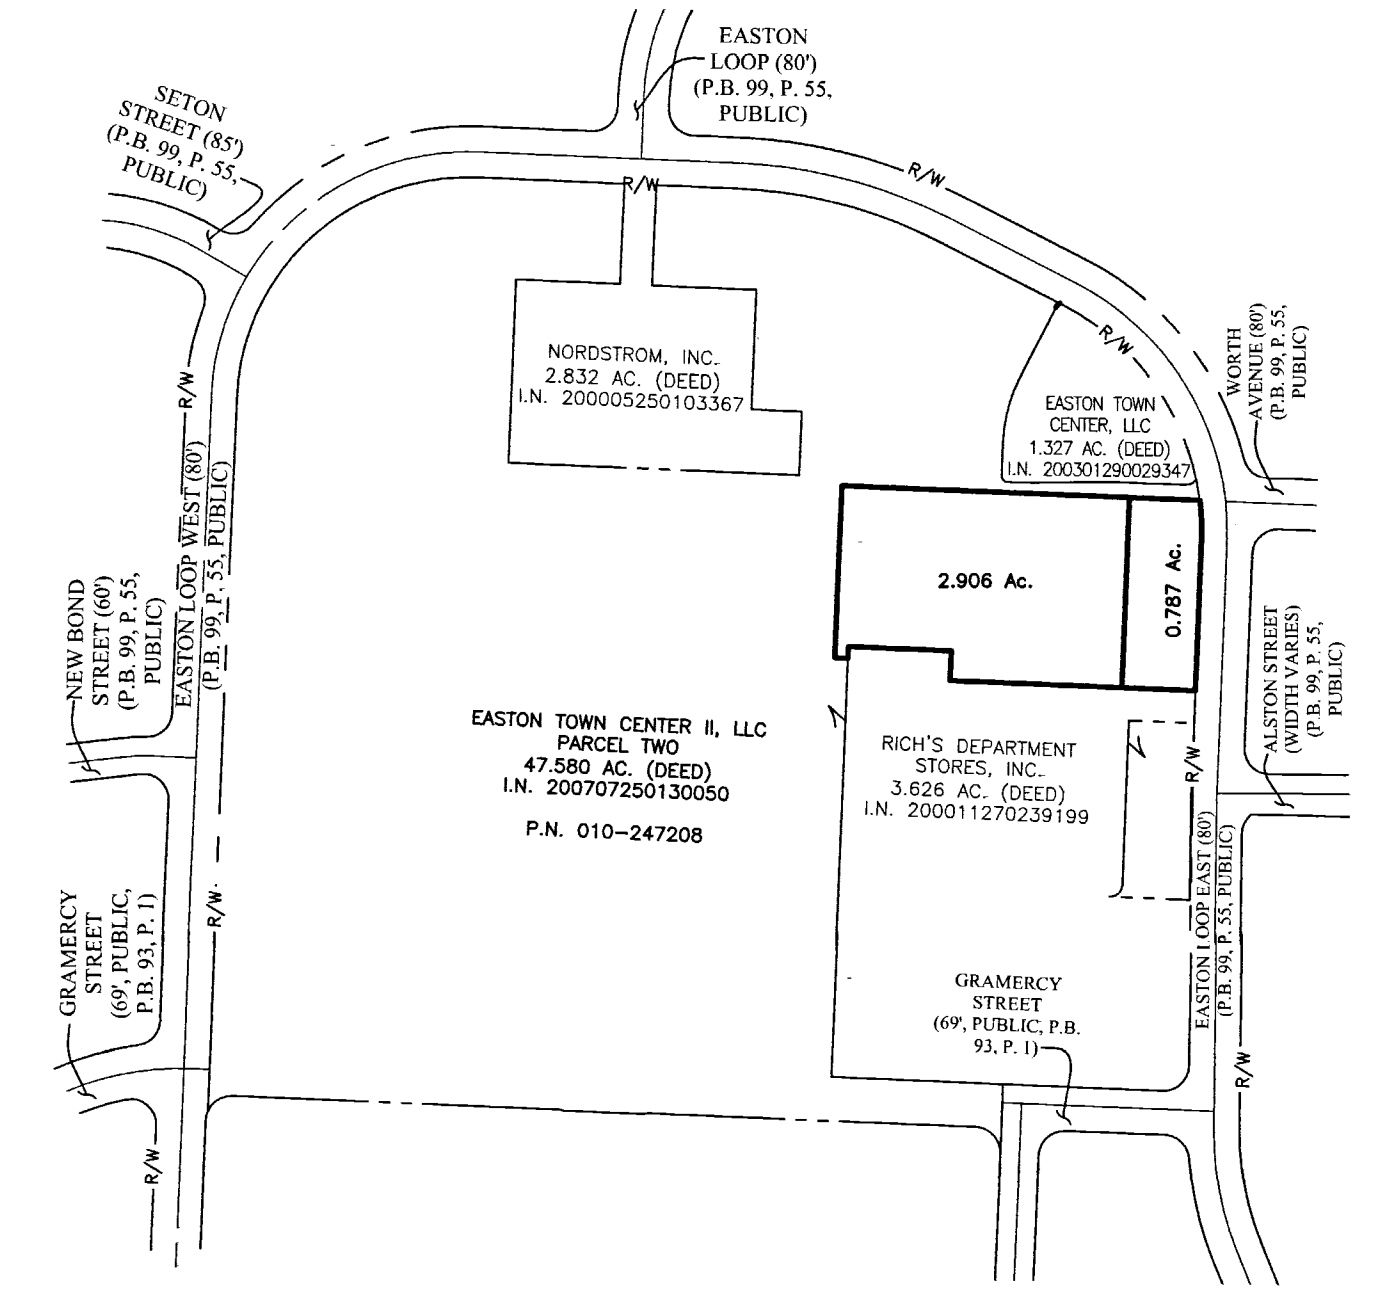 EASTON
LOOP (80')
(P.B. 99, P. 55,
PUBLIC)
SETON
STREET (85')
(P.B. 99, P. 55,
PUBLIC)
R/W
R/W
R/W
R/W
NORDSTROM, INC.
2.832 AC. (DEED)
I.N. 200005250103367
EASTON TOWN
CENTER, LLC
1.327 AC. (DEED)
I.N. 200301290029347
WORTH
AVENUE (80')
(P.B. 99, P. 55,
PUBLIC)
EASTON LOOP WEST (80')
(P.B. 99, P. 55, PUBLIC)
2.906 Ac.
0.787 Ac.
NEW BOND
STREET (60')
(P.B. 99, P. 55,
PUBLIC)
ALSTON STREET
(WIDTH VARIES)
(P.B. 99, P. 55,
PUBLIC)
EASTON TOWN CENTER II, LLC
PARCEL TWO
47.580 AC. (DEED)
I.N. 200707250130050
P.N. 010-247208
RICH'S DEPARTMENT
STORES, INC.
3.626 AC. (DEED)
I.N. 200011270239199
R/W
EASTON LOOP EAST (80')
(P.B. 99, P. 55, PUBLIC)
R/W
GRAMERCY
STREET
(69', PUBLIC,
P.B. 93, P. 1)
GRAMERCY
STREET
(69', PUBLIC, P.B.
93, P. 1)
R/W
R/W